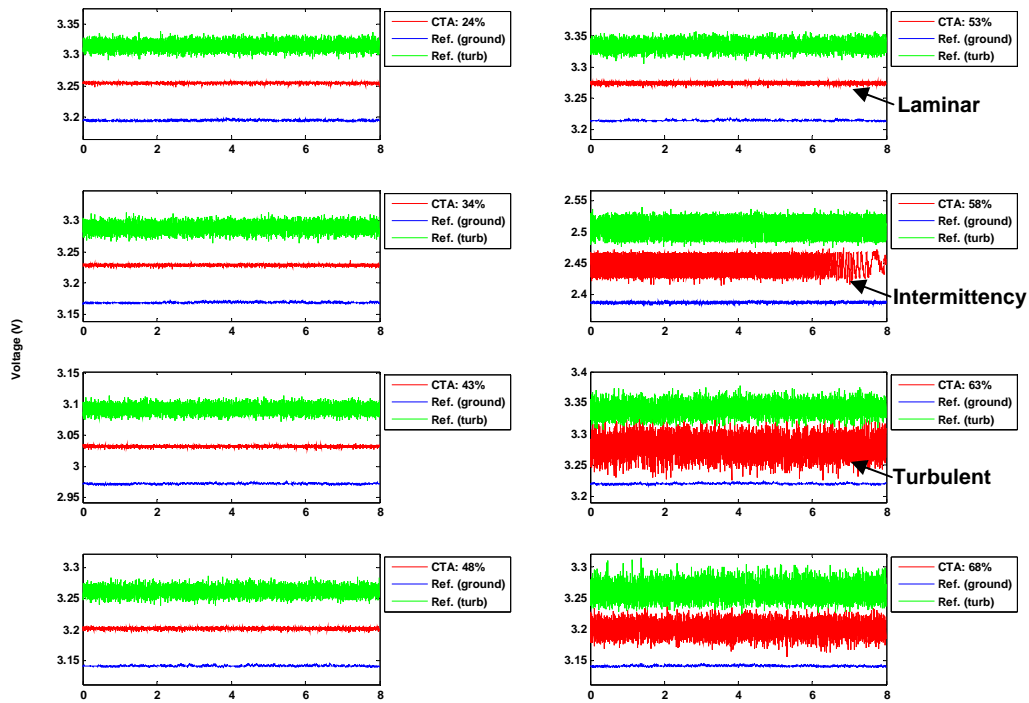 Voltage (V)
3.35
3.3
3.25
3.2
0 2 4 6 8
CTA: 24%
Ref. (ground)
Ref. (turb)
3.35
3.3
3.25
3.2
0 2 4 6 8
CTA: 53%
Ref. (ground)
Ref. (turb)
Laminar
3.3
3.25
3.2
3.15
0 2 4 6 8
CTA: 34%
Ref. (ground)
Ref. (turb)
2.55
2.5
2.45
2.4
0 2 4 6 8
CTA: 58%
Ref. (ground)
Ref. (turb)
Intermittency
3.15
3.1
3.05
3
2.95
0 2 4 6 8
CTA: 43%
Ref. (ground)
Ref. (turb)
3.4
3.35
3.3
3.25
3.2
0 2 4 6 8
CTA: 63%
Ref. (ground)
Ref. (turb)
Turbulent
3.3
3.25
3.2
3.15
0 2 4 6 8
CTA: 48%
Ref. (ground)
Ref. (turb)
3.3
3.25
3.2
3.15
0 2 4 6 8
CTA: 68%
Ref. (ground)
Ref. (turb)